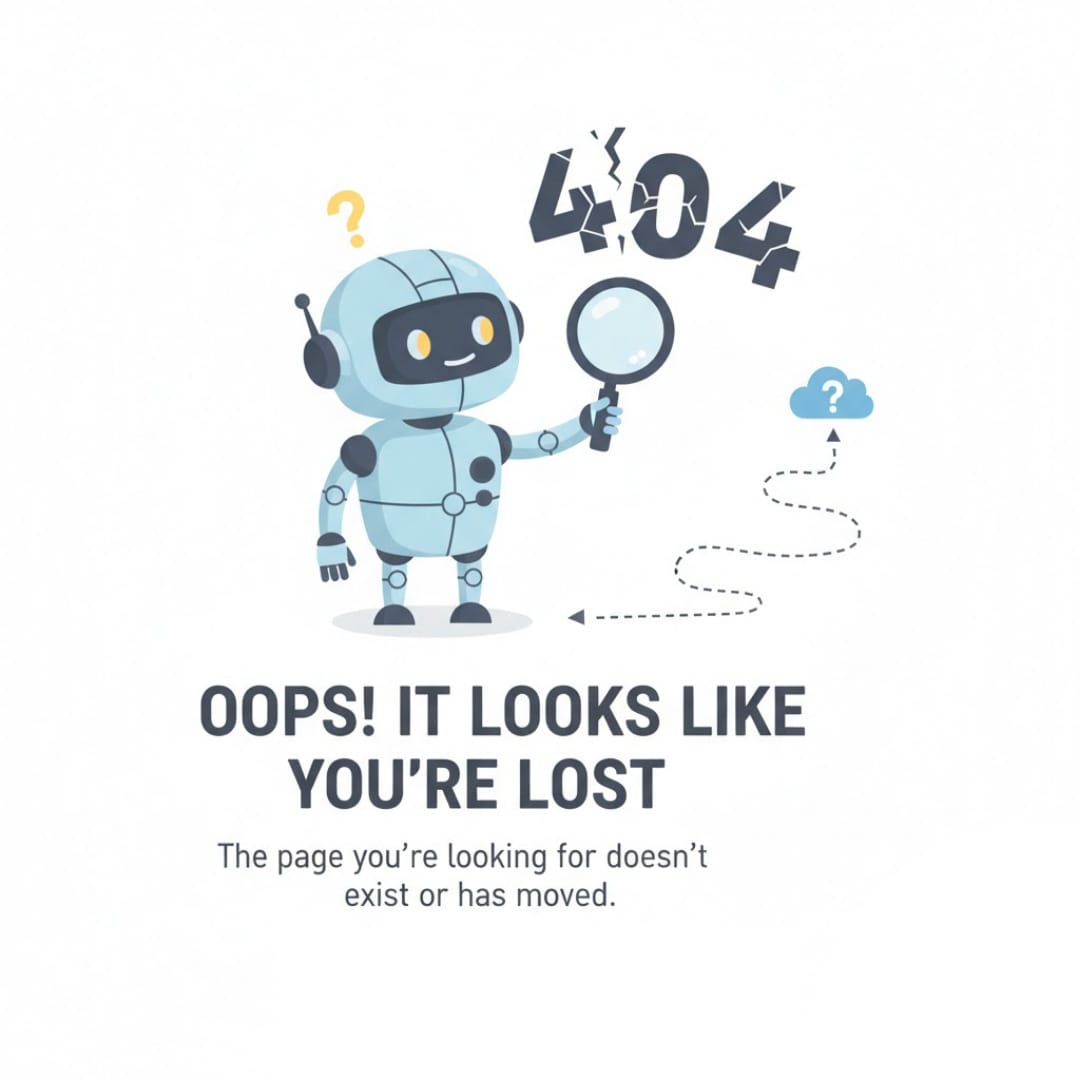 ?
404
?
OOPS! IT LOOKS LIKE
YOU’RE LOST
The page you’re looking for doesn’t
exist or has moved.